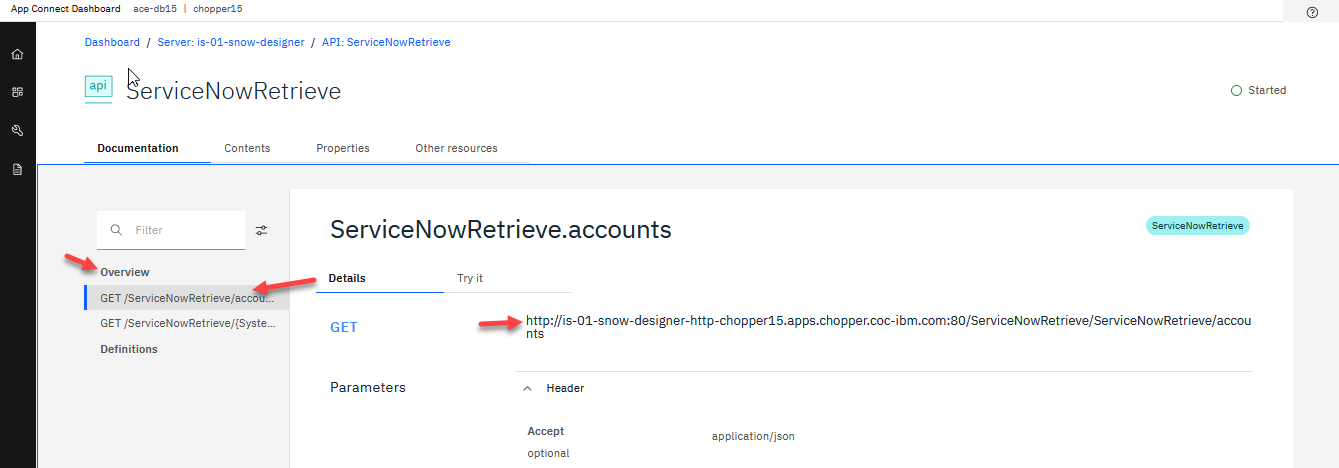 App Connect Dashboard ace-db15 | chopper15
Dashboard / Server: is-01-snow-designer / API: ServiceNowRetrieve
api
ServiceNowRetrieve
Started
Documentation Contents Properties Other resources
Filter
ServiceNowRetrieve.accounts
ServiceNowRetrieve
Overview
Details Try it
GET /ServiceNowRetrieve/accou...
GET /ServiceNowRetrieve/{Syste...
Definitions
GET
http://is-01-snow-designer-http-chopper15.apps.chopper.coc-ibm.com:80/ServiceNowRetrieve/ServiceNowRetrieve/accou
nts
Parameters
Header
Accept
optional
application/json